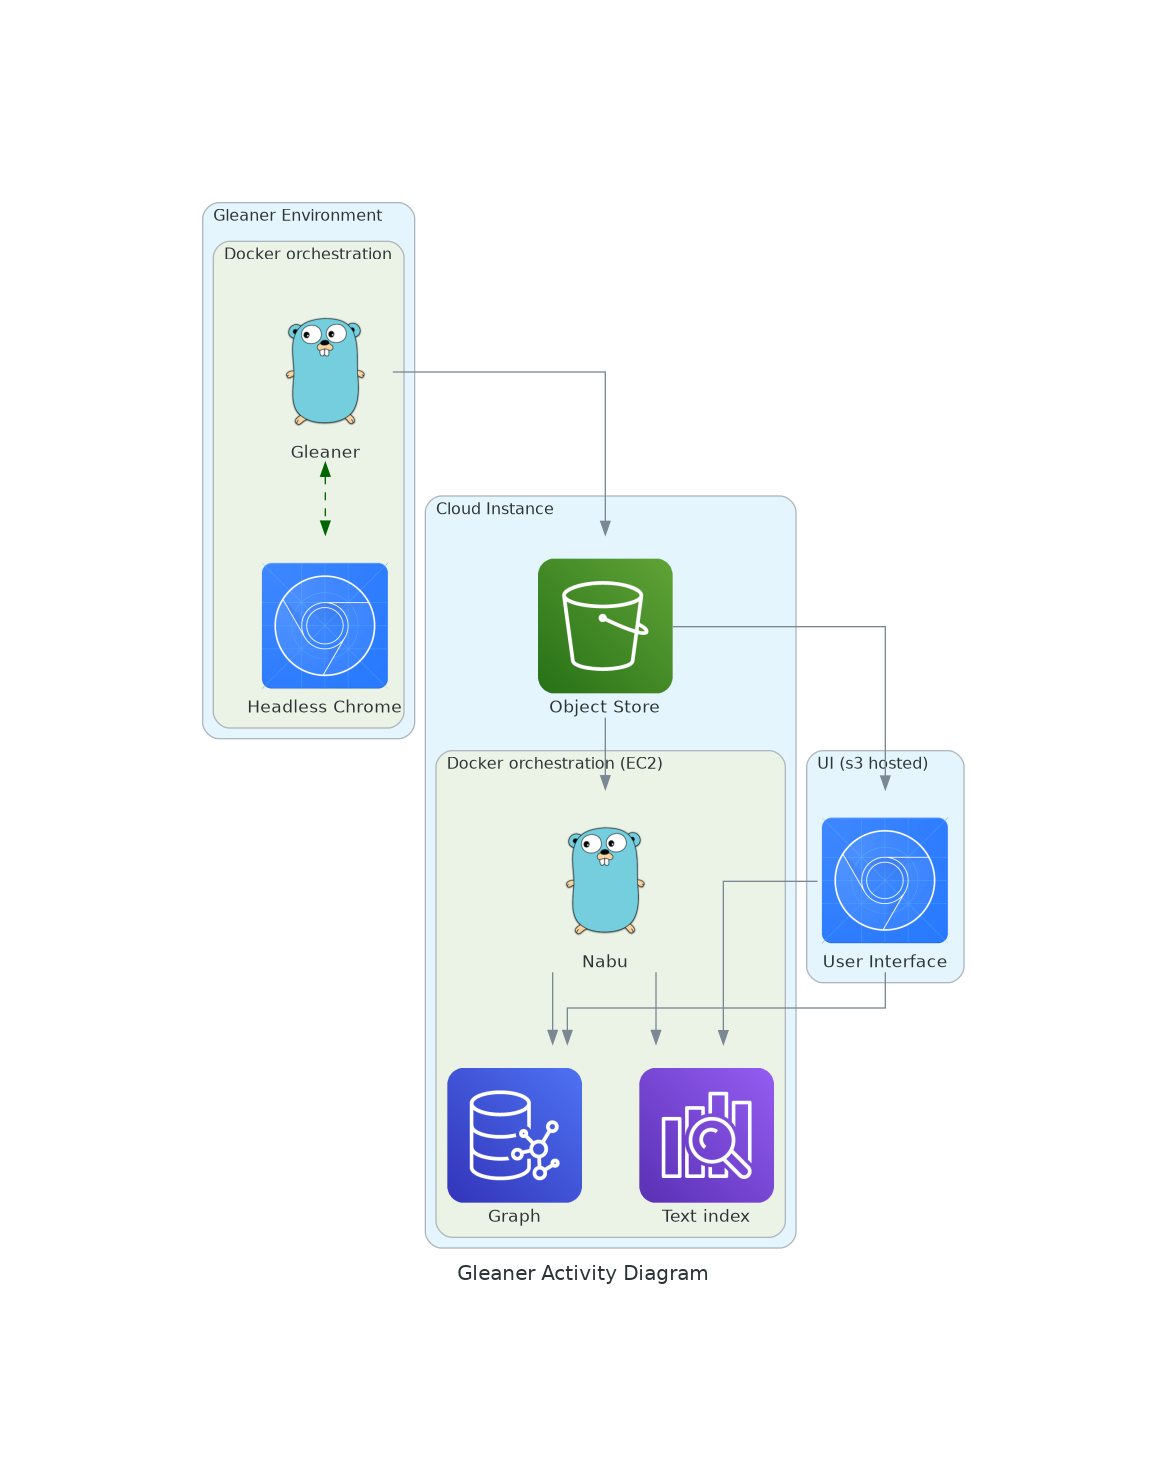 Gleaner Environment
Docker orchestration
Gleaner
Headless Chrome
Cloud Instance
Object Store
Docker orchestration (EC2)
UI (s3 hosted)
Nabu
User Interface
Graph
Text index
Gleaner Activity Diagram